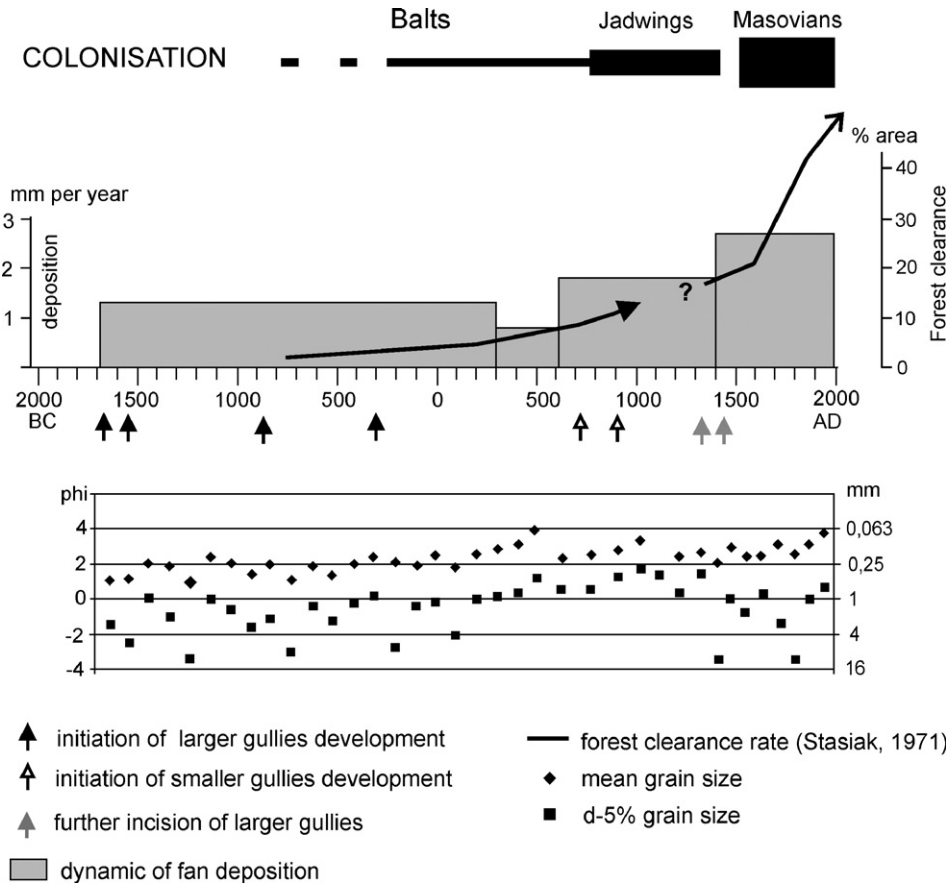 Balts
Jadwings
Masovians
COLONISATION
% area
mm per year
40
3
30
2
20
1
10
0
deposition
Forest clearance
?
2000 1500 1000 500 0 500 1000 1500 2000
BC AD
phi mm
4 0,063
2 0,25
0 1
-2 4
-4 16
initiation of larger gullies development
initiation of smaller gullies development
further incision of larger gullies
dynamic of fan deposition
forest clearance rate (Stasiak, 1971)
mean grain size
d-5% grain size